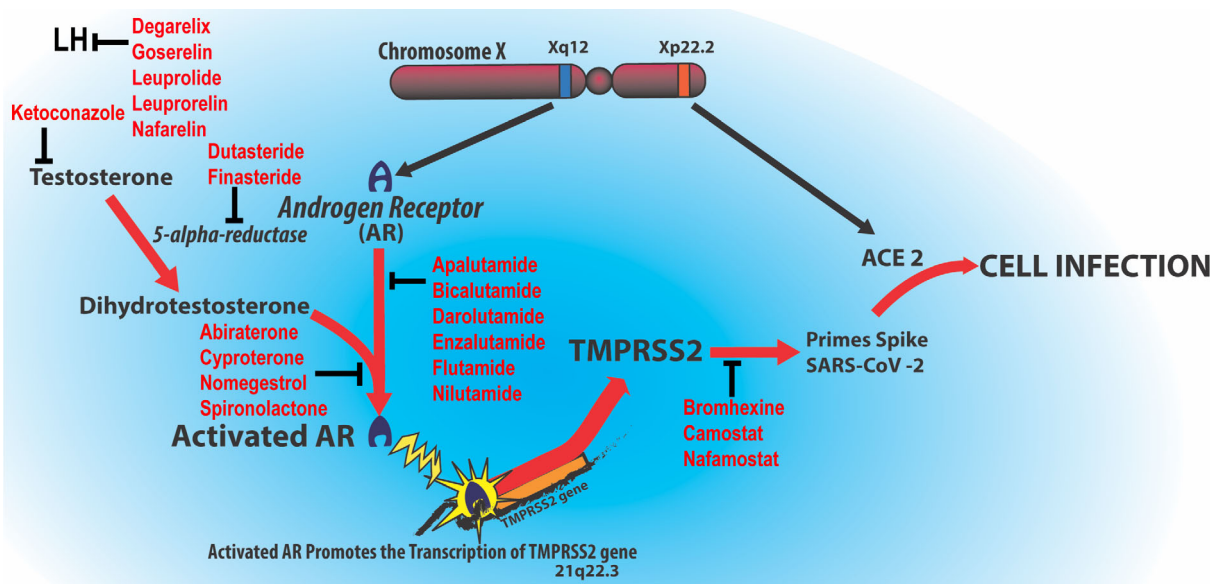 LH
Degarelix
Goserelin
Leuprolide
Leuprorelin
Nafarelin
Chromosome X
Xq12
Xp22.2
Ketoconazole
Testosterone
Dutasteride
Finasteride
5-alpha-reductase
Androgen Receptor
(AR)
ACE 2
CELL INFECTION
Dihydrotestosterone
Abiraterone
Cyproterone
Nomegestrol
Spironolactone
Apalutamide
Bicalutamide
Darolutamide
Enzalutamide
Flutamide
Nilutamide
TMPRSS2
Primes Spike
SARS-CoV -2
Bromhexine
Camostat
Nafamostat
Activated AR
TMPRSS2 gene
Activated AR Promotes the Transcription of TMPRSS2 gene
21q22.3